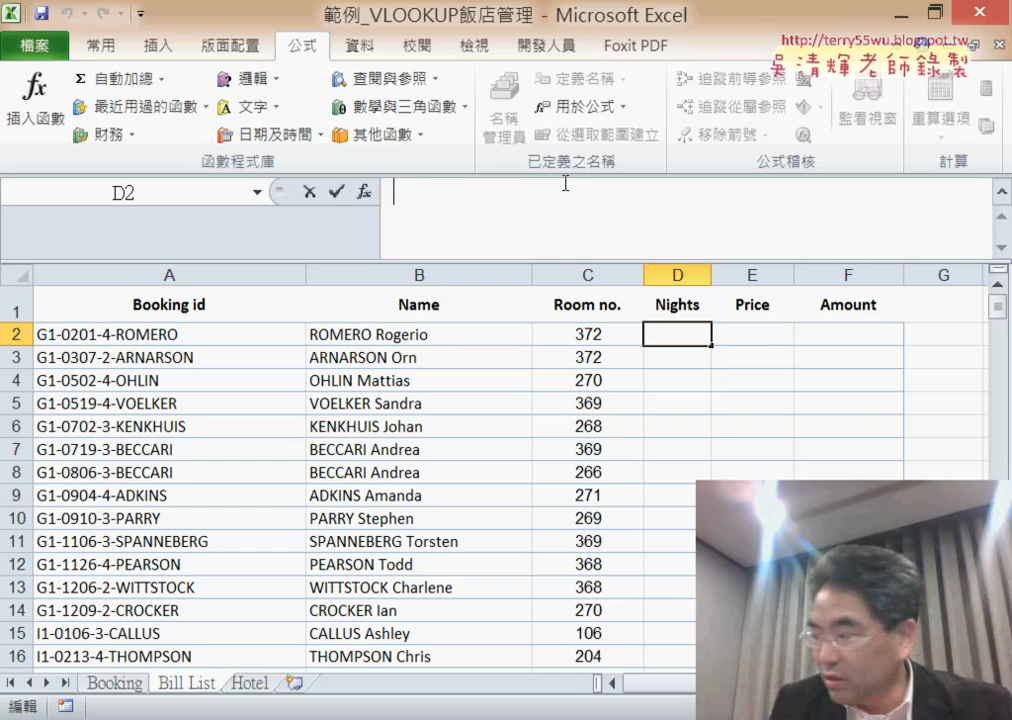 範例_VLOOKUP飯店管理 - Microsoft Excel
http://terry55wu.blogspot.tw
吳清輝老師錄製
檔案 常用 插入 版面配置 公式 資料 校閱 檢視 開發人員 Foxit PDF
fx 插入函數
Σ 自動加總 邏輯 查閱與參照
最近用過的函數 文字 數學與三角函數
財務 日期及時間 其他函數
函數程式庫
名稱管理員
定義名稱
用於公式
從選取範圍建立
已定義之名稱
追蹤前導參照
追蹤從屬參照
移除箭號
監看視窗
公式稽核
重算選項
計算
D2 fx
A B C D E F G
1 Booking id Name Room no. Nights Price Amount
2 G1-0201-4-ROMERO ROMERO Rogerio 372
3 G1-0307-2-ARNARSON ARNARSON Orn 372
4 G1-0502-4-OHLIN OHLIN Mattias 270
5 G1-0519-4-VOELKER VOELKER Sandra 369
6 G1-0702-3-KENKHUIS KENKHUIS Johan 268
7 G1-0719-3-BECCARI BECCARI Andrea 369
8 G1-0806-3-BECCARI BECCARI Andrea 266
9 G1-0904-4-ADKINS ADKINS Amanda 271
10 G1-0910-3-PARRY PARRY Stephen 269
11 G1-1106-3-SPANNEBERG SPANNEBERG Torsten 369
12 G1-1126-4-PEARSON PEARSON Todd 368
13 G1-1206-2-WITTSTOCK WITTSTOCK Charlene 368
14 G1-1209-2-CROCKER CROCKER Ian 270
15 I1-0106-3-CALLUS CALLUS Ashley 106
16 I1-0213-4-THOMPSON THOMPSON Chris 204
Booking Bill List Hotel
編輯